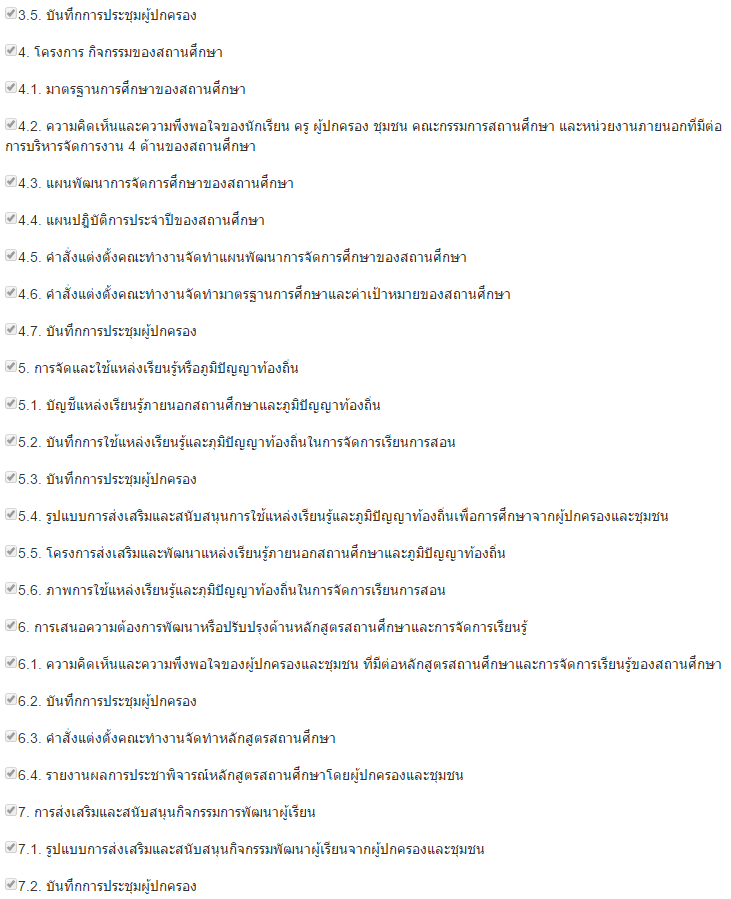 3.5. บันทึกการประชุมผู้ปกครอง
4. โครงการ กิจกรรมของสถานศึกษา
4.1. มาตรฐานการศึกษาของสถานศึกษา
4.2. ความคิดเห็นและความพึงพอใจของนักเรียน ครู ผู้ปกครอง ชุมชน คณะกรรมการสถานศึกษา และหน่วยงานภายนอกที่มีต่อ
การบริหารจัดการงาน 4 ด้านของสถานศึกษา
4.3. แผนพัฒนาการจัดการศึกษาของสถานศึกษา
4.4. แผนปฎิบัติการประจำปีของสถานศึกษา
4.5. คำสั่งแต่งตั้งคณะทำงานจัดทำแผนพัฒนาการจัดการศึกษาของสถานศึกษา
4.6. คำสั่งแต่งตั้งคณะทำงานจัดทำมาตรฐานการศึกษาและค่าเป้าหมายของสถานศึกษา
4.7. บันทึกการประชุมผู้ปกครอง
5. การจัดและใช้แหล่งเรียนรู้หรือภูมิปัญญาท้องถิ่น
5.1. บัญชีแหล่งเรียนรู้ภายนอกสถานศึกษาและภูมิปัญญาท้องถิ่น
5.2. บันทึกการใช้แหล่งเรียนรู้และภูมิปัญญาท้องถิ่นในการจัดการเรียนการสอน
5.3. บันทึกการประชุมผู้ปกครอง
5.4. รูปแบบการส่งเสริมและสนับสนุนการใช้แหล่งเรียนรู้และภูมิปัญญาท้องถิ่นเพื่อการศึกษาจากผู้ปกครองและชุมชน
5.5. โครงการส่งเสริมและพัฒนาแหล่งเรียนรู้ภายนอกสถานศึกษาและภูมิปัญญาท้องถิ่น
5.6. ภาพการใช้แหล่งเรียนรู้และภูมิปัญญาท้องถิ่นในการจัดการเรียนการสอน
6. การเสนอความต้องการพัฒนาหรือปรับปรุงด้านหลักสูตรสถานศึกษาและการจัดการเรียนรู้
6.1. ความคิดเห็นและความพึงพอใจของผู้ปกครองและชุมชน ที่มีต่อหลักสูตรสถานศึกษาและการจัดการเรียนรู้ของสถานศึกษา
6.2. บันทึกการประชุมผู้ปกครอง
6.3. คำสั่งแต่งตั้งคณะทำงานจัดทำหลักสูตรสถานศึกษา
6.4. รายงานผลการประชาพิจารณ์หลักสูตรสถานศึกษาโดยผู้ปกครองและชุมชน
7. การส่งเสริมและสนับสนุนกิจกรรมการพัฒนาผู้เรียน
7.1. รูปแบบการส่งเสริมและสนับสนุนกิจกรรมพัฒนาผู้เรียนจากผู้ปกครองและชุมชน
7.2. บันทึกการประชุมผู้ปกครอง